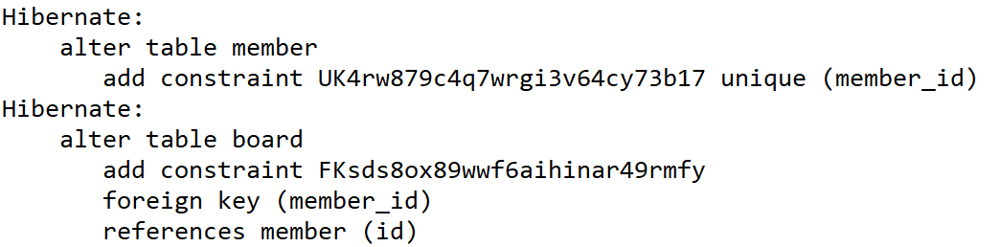 Hibernate:
    alter table member
       add constraint UK4rw879c4q7wrgi3v64cy73b17 unique (member_id)
Hibernate:
    alter table board
       add constraint FKsds8ox89wwf6aihinar49rmfy
       foreign key (member_id)
       references member (id)